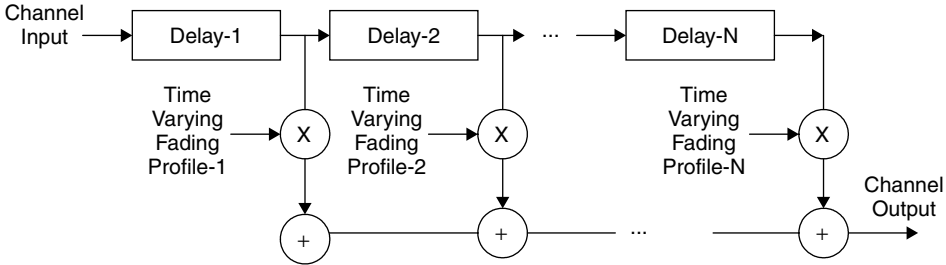 Channel
Input
Delay-1
Delay-2
...
Delay-N
Time
Varying
Fading
Profile-1
X
Time
Varying
Fading
Profile-2
X
Time
Varying
Fading
Profile-N
X
Channel
Output
+
+
...
+